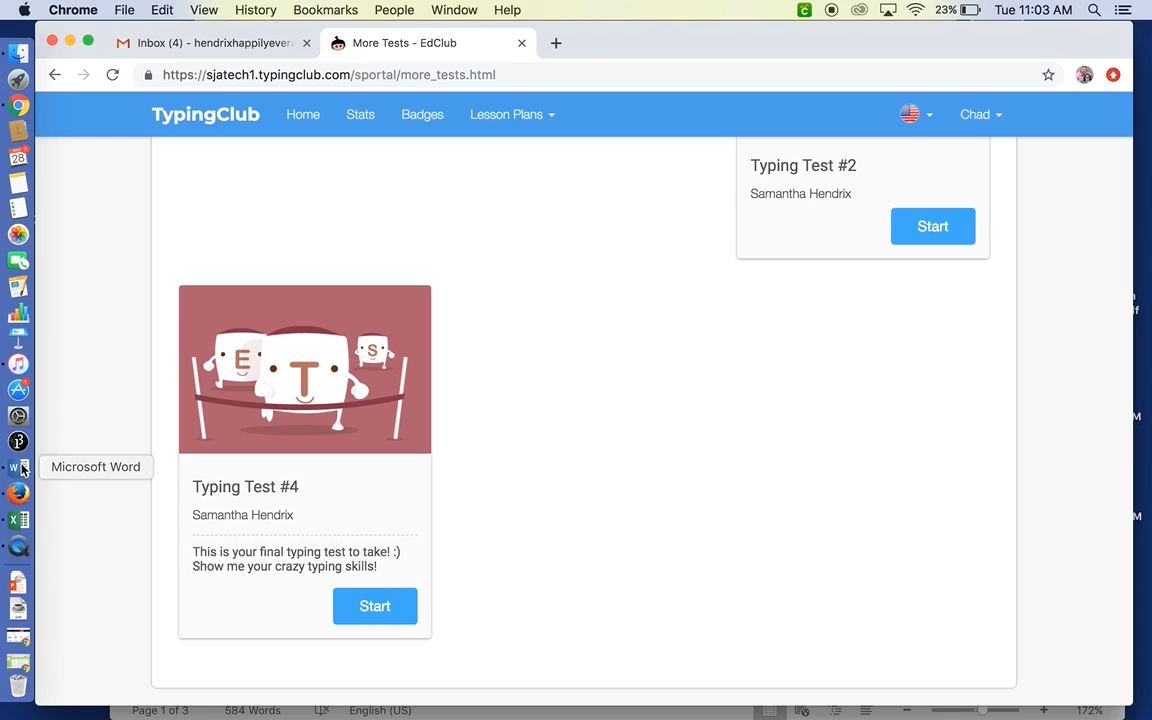 Chrome File Edit View History Bookmarks People Window Help 23% Tue 11:03 AM
Inbox (4) - hendrixhappilyever
More Tests - EdClub
https://sjatech1.typingclub.com/sportal/more_tests.html
TypingClub Home Stats Badges Lesson Plans Chad
Typing Test #2
Samantha Hendrix
Start
E T S
Typing Test #4
Samantha Hendrix
This is your final typing test to take! :)
Show me your crazy typing skills!
Start
Microsoft Word
28
Page 1 of 3 584 Words English (US) 172%